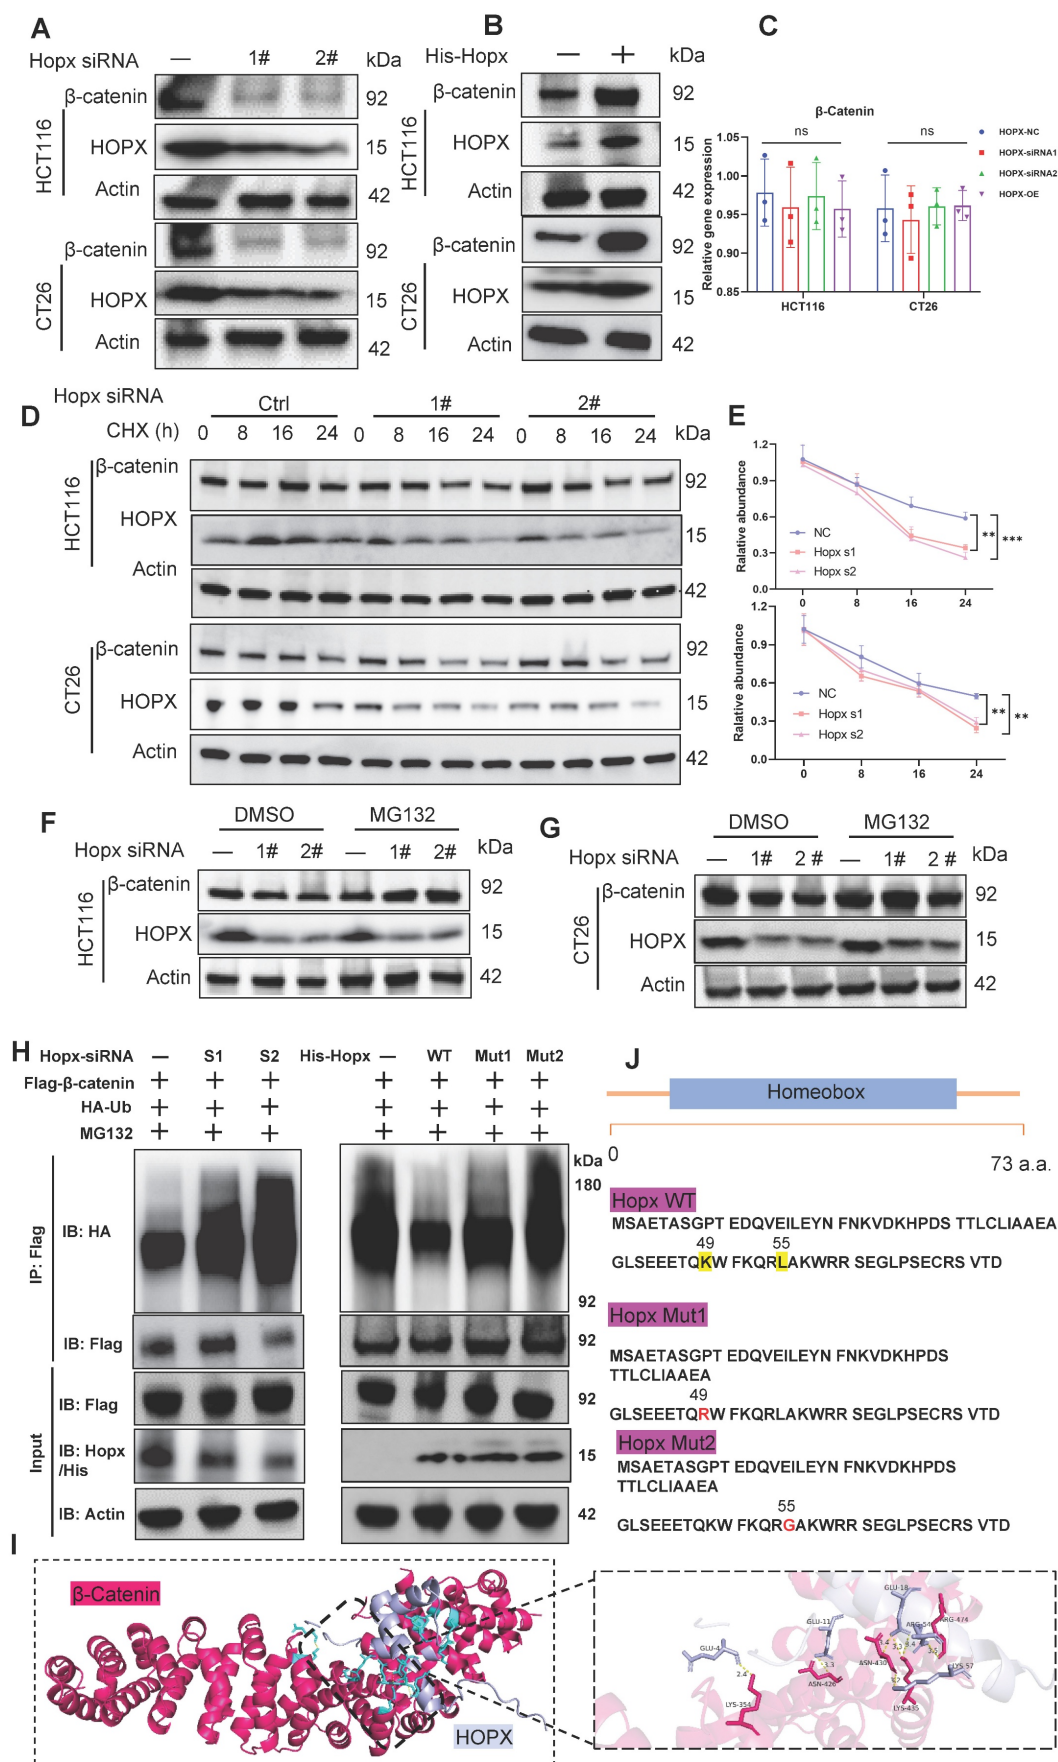 A
Hopx siRNA — 1# 2# kDa
β-catenin 92
HOPX 15
Actin 42
HCT116
β-catenin 92
HOPX 15
Actin 42
CT26
B
His-Hopx — + kDa
β-catenin 92
HOPX 15
Actin 42
HCT116
β-catenin 92
HOPX 15
Actin 42
CT26
C
β-Catenin
Relative gene expression
1.05
1.00
0.95
0.90
0.85
ns ns
HCT116 CT26
HOPX-NC
HOPX-siRNA1
HOPX-siRNA2
HOPX-OE
D
Hopx siRNA Ctrl 1# 2#
CHX (h) 0 8 16 24 0 8 16 24 0 8 16 24 kDa
β-catenin 92
HOPX 15
Actin 42
HCT116
β-catenin 92
HOPX 15
Actin 42
CT26
E
Ralative abundance
1.2
0.9
0.6
0.3
0.0
NC
Hopx s1
Hopx s2
** ***
0 8 16 24
Ralative abundance
1.2
0.9
0.6
0.3
0.0
NC
Hopx s1
Hopx s2
** **
0 8 16 24
F
DMSO MG132
Hopx siRNA — 1# 2# — 1# 2# kDa
β-catenin 92
HOPX 15
Actin 42
HCT116
G
DMSO MG132
Hopx siRNA — 1# 2 # — 1# 2 # kDa
β-catenin 92
HOPX 15
Actin 42
CT26
H
Hopx-siRNA — S1 S2 His-Hopx — WT Mut1 Mut2
Flag-β-catenin + + + + + + +
HA-Ub + + + + + + +
MG132 + + + + + + +
kDa
180
IP: Flag
IB: HA
92
IB: Flag 92
Input
IB: Flag 92
IB: Hopx 15
/His
IB: Actin 42
J
Homeobox
0 73 a.a.
Hopx WT
MSAETASGPT EDQVEILEYN FNKVDKHPDS TTLCLIAAEA
49 55
GLSEEETQKW FKQRLAKWRR SEGLPSECRS VTD
Hopx Mut1
MSAETASGPT EDQVEILEYN FNKVDKHPDS
TTLCLIAAEA
49
GLSEEETQRW FKQRLAKWRR SEGLPSECRS VTD
Hopx Mut2
MSAETASGPT EDQVEILEYN FNKVDKHPDS
TTLCLIAAEA
55
GLSEEETQKW FKQRGAKWRR SEGLPSECRS VTD
I
β-Catenin
HOPX
GLU-18
GLU-11
ARG-474
GLU-4
ASN-430
LYS-57
ASN-426
LYS-354
LYS-435
2.4
3.3